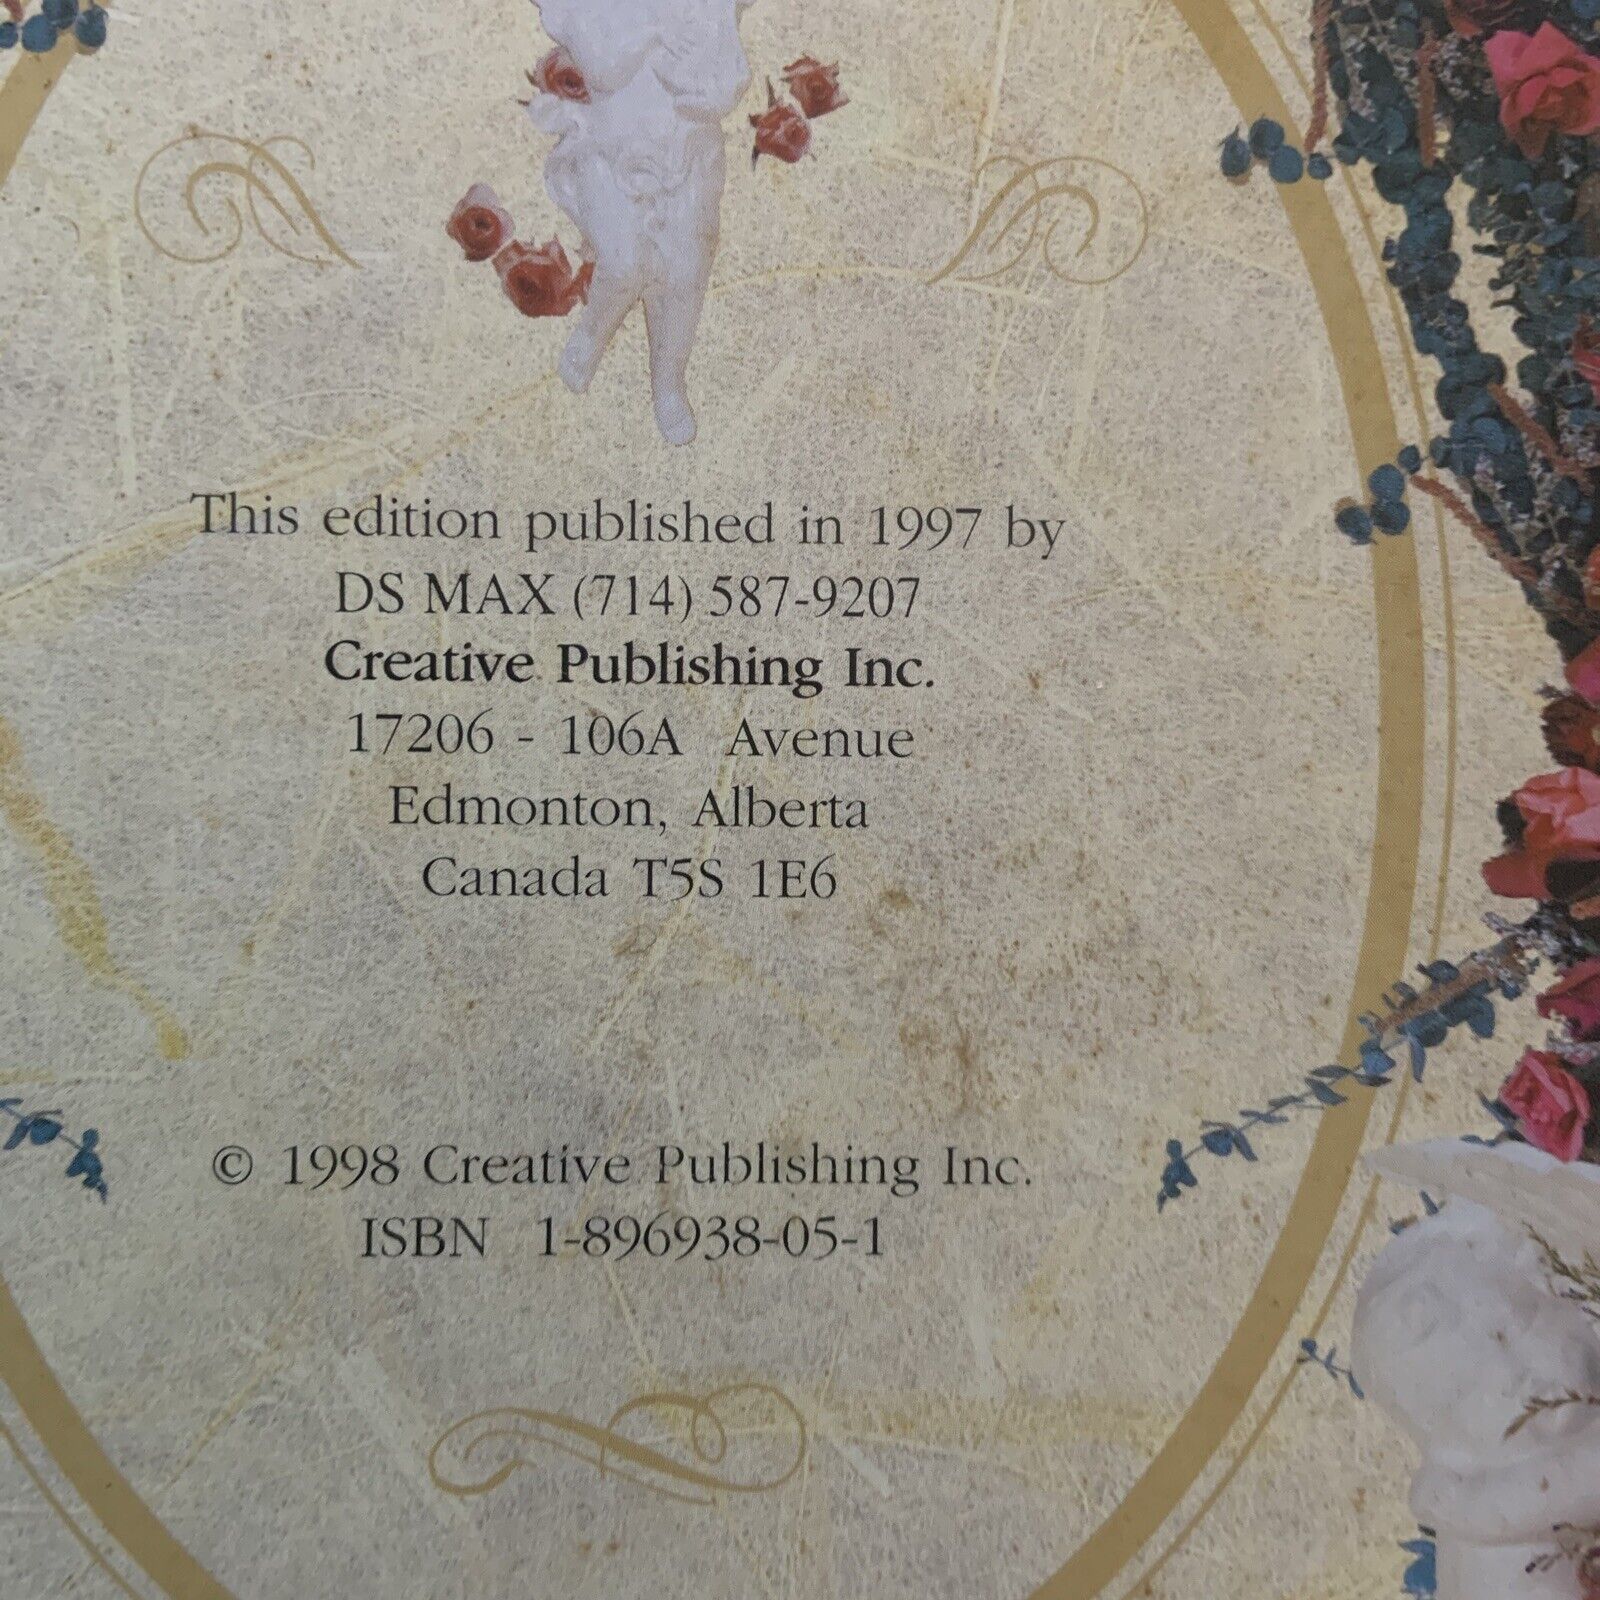 This edition published in 1997 by
DS MAX (714) 587-9207
Creative Publishing Inc.
17206 - 106A Avenue
Edmonton, Alberta
Canada T5S 1E6
© 1998 Creative Publishing Inc.
ISBN 1-896938-05-1